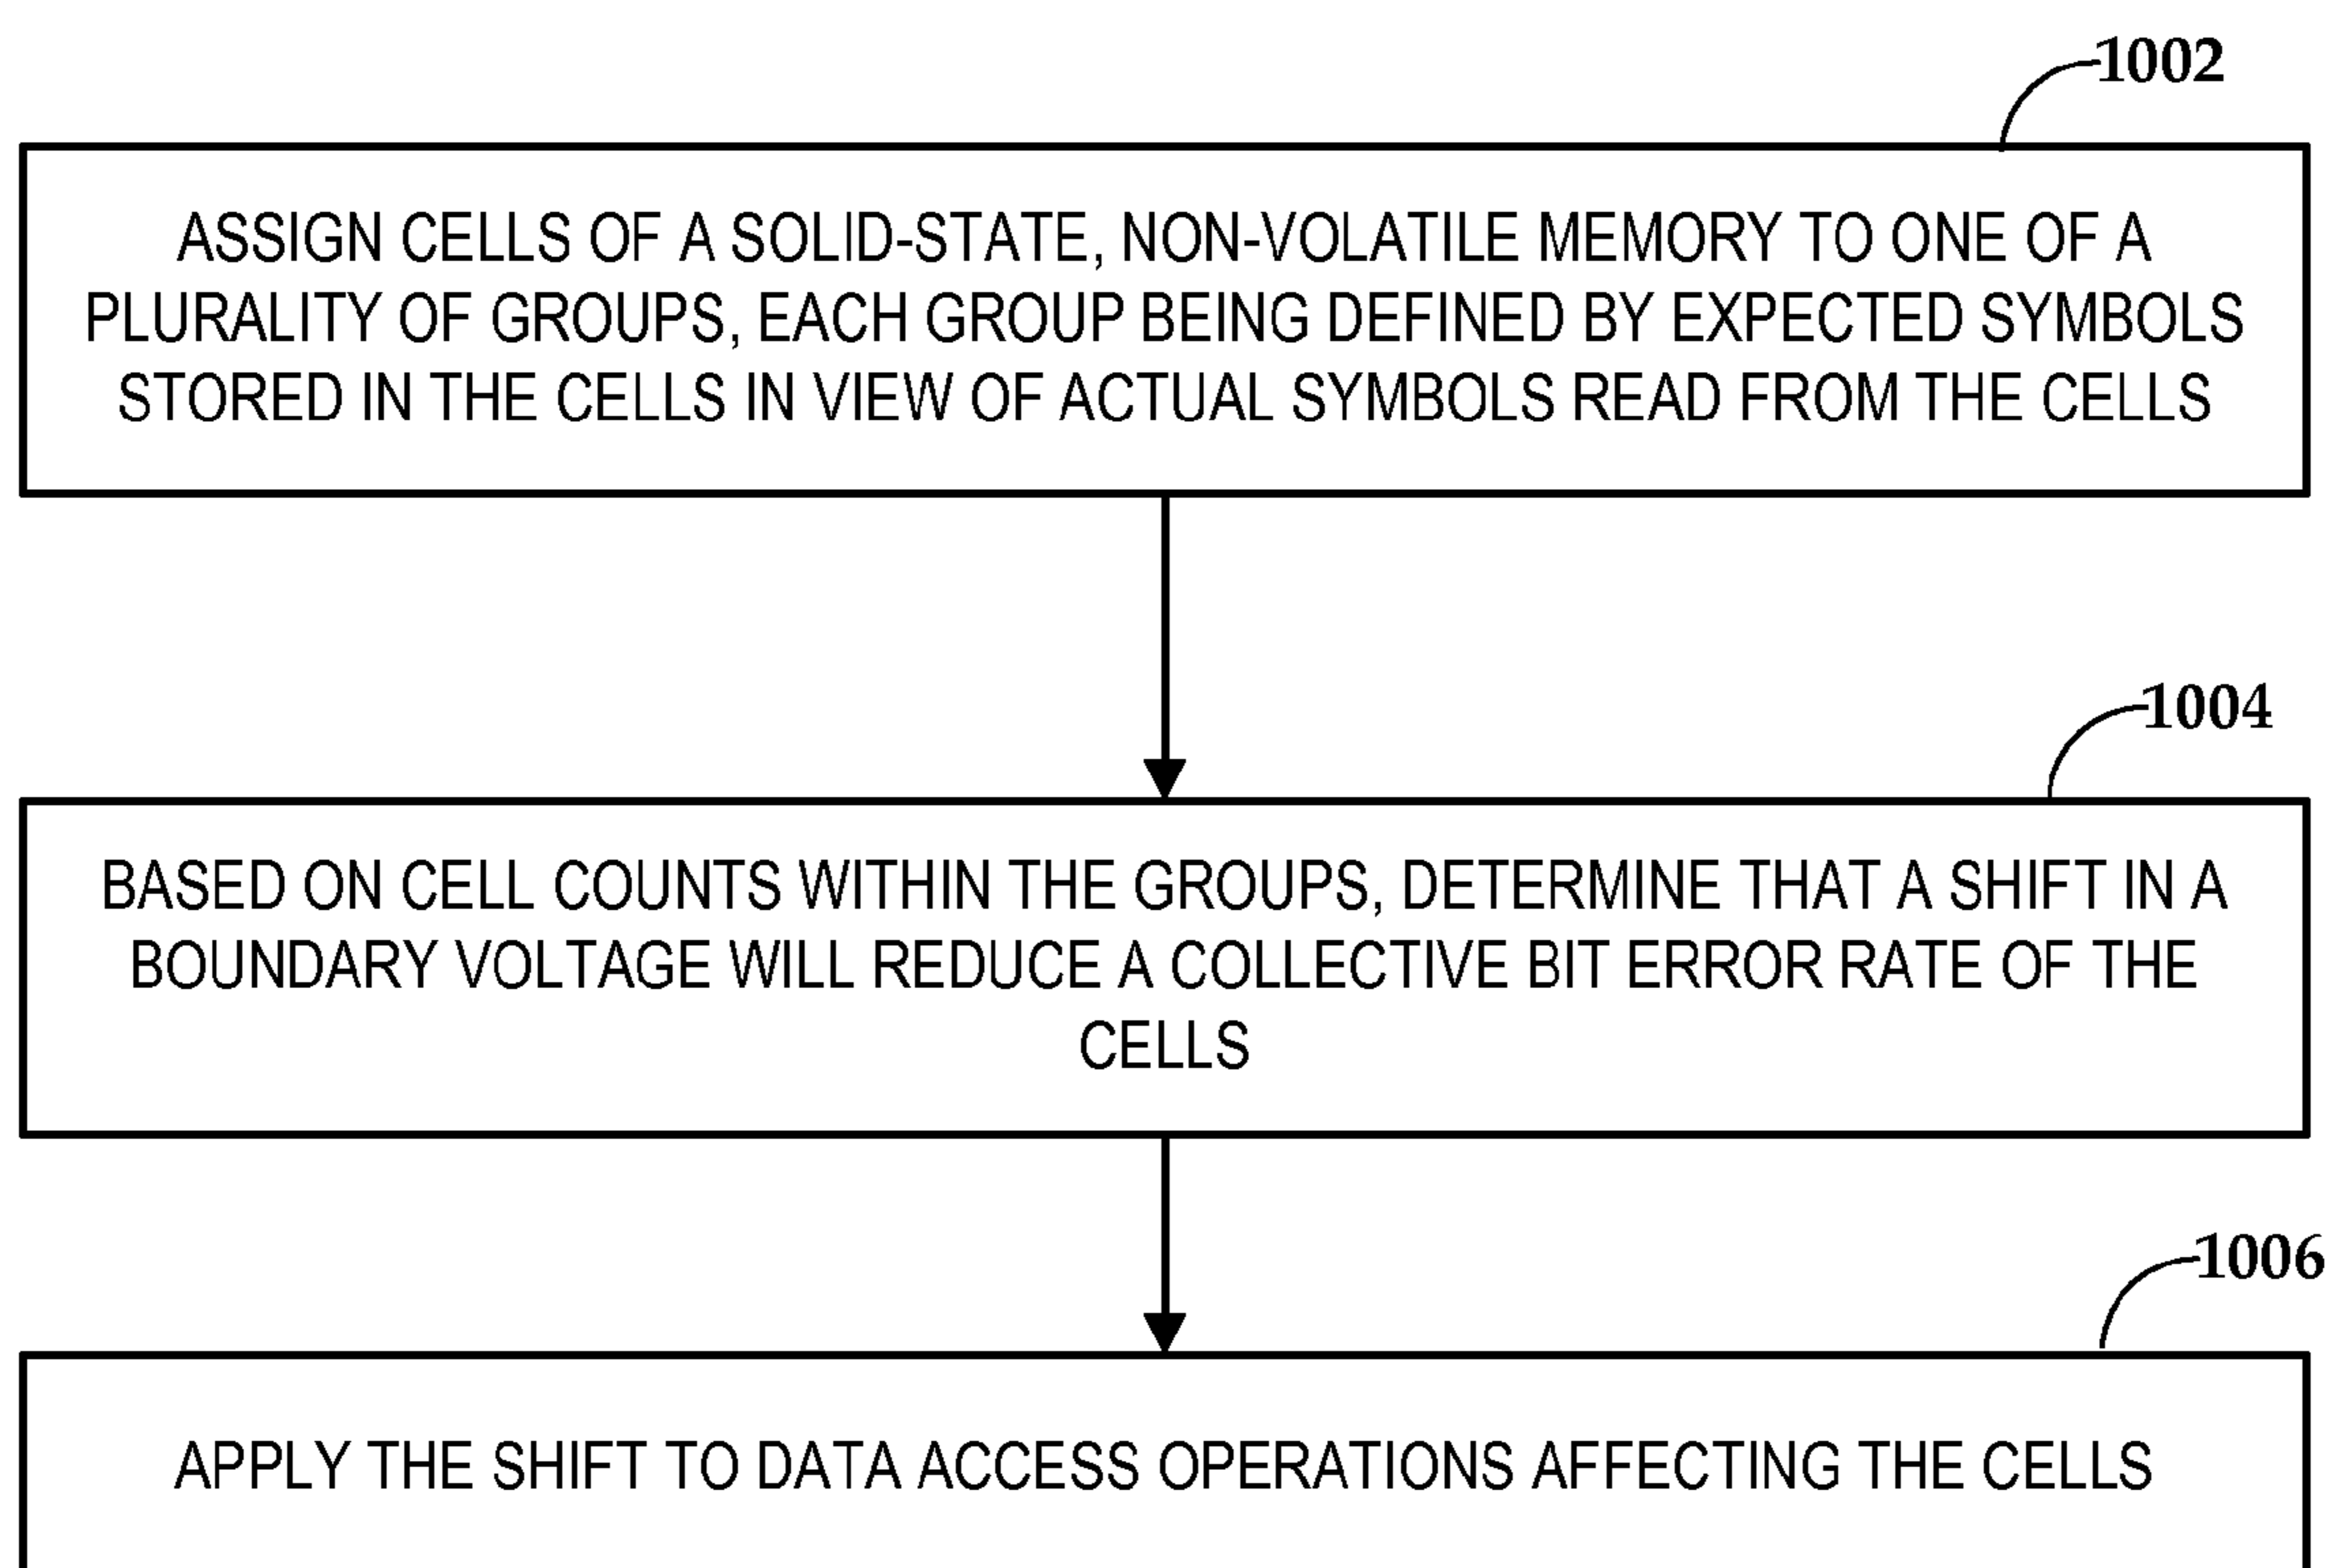 1002
ASSIGN CELLS OF A SOLID-STATE, NON-VOLATILE MEMORY TO ONE OF A
PLURALITY OF GROUPS, EACH GROUP BEING DEFINED BY EXPECTED SYMBOLS
STORED IN THE CELLS IN VIEW OF ACTUAL SYMBOLS READ FROM THE CELLS
1004
BASED ON CELL COUNTS WITHIN THE GROUPS, DETERMINE THAT A SHIFT IN A
BOUNDARY VOLTAGE WILL REDUCE A COLLECTIVE BIT ERROR RATE OF THE
CELLS
1006
APPLY THE SHIFT TO DATA ACCESS OPERATIONS AFFECTING THE CELLS